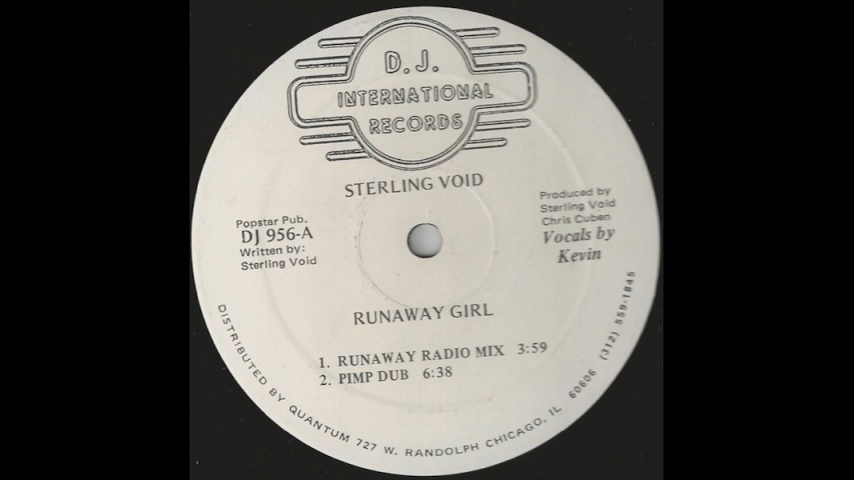 D.J.
INTERNATIONAL
RECORDS
STERLING VOID
Popstar Pub.
DJ 956-A
Written by:
Sterling Void
Produced by
Sterling Void
Chris Cuben
Vocals by
Kevin
RUNAWAY GIRL
1. RUNAWAY RADIO MIX 3:59
2. PIMP DUB 6:38
DISTRIBUTED BY QUANTUM 727 W. RANDOLPH CHICAGO, IL 60606 (312) 559-1845